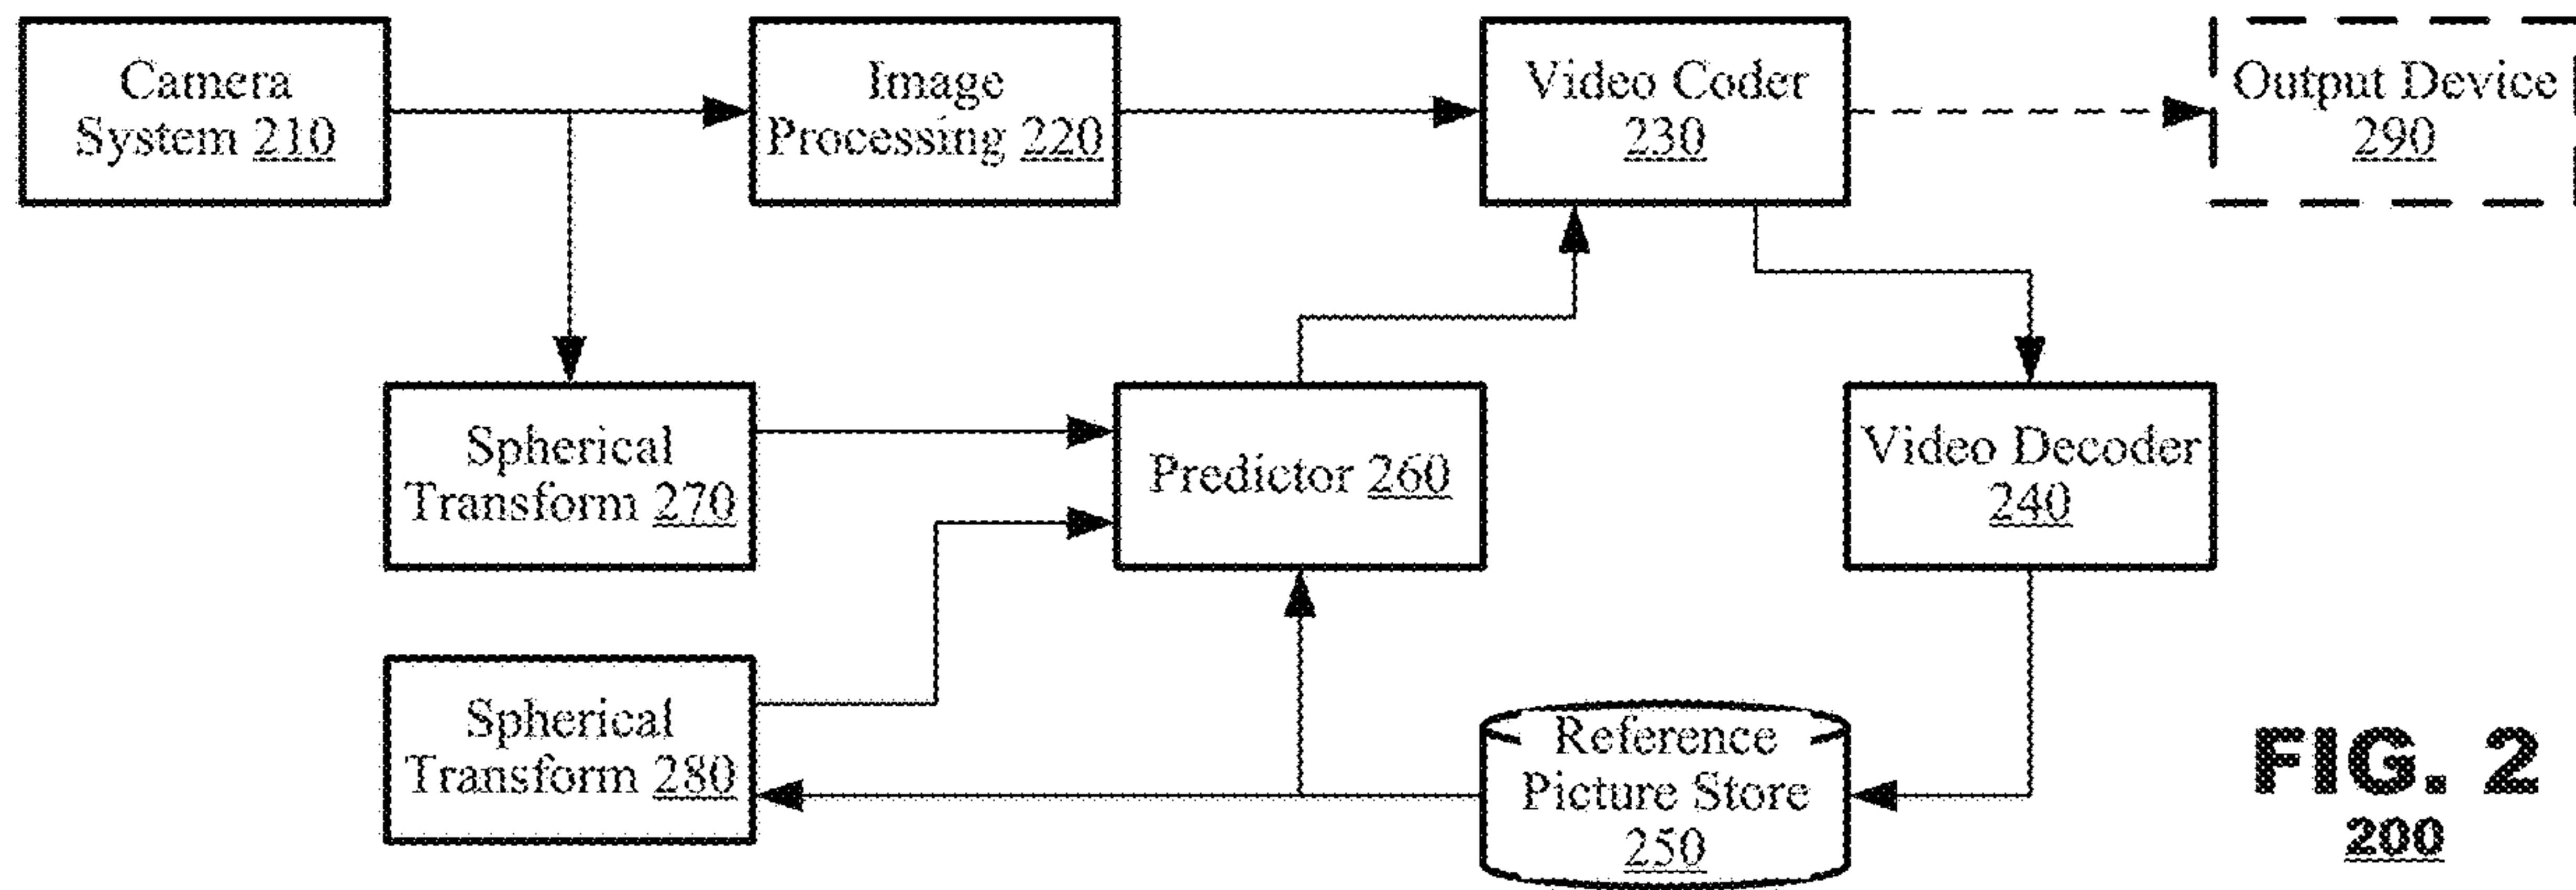 Camera
System 210
Image
Processing 220
Video Coder
230
Output Device
290
Spherical
Transform 270
Predictor 260
Video Decoder
240
Spherical
Transform 280
Reference
Picture Store
250
FIG. 2
200